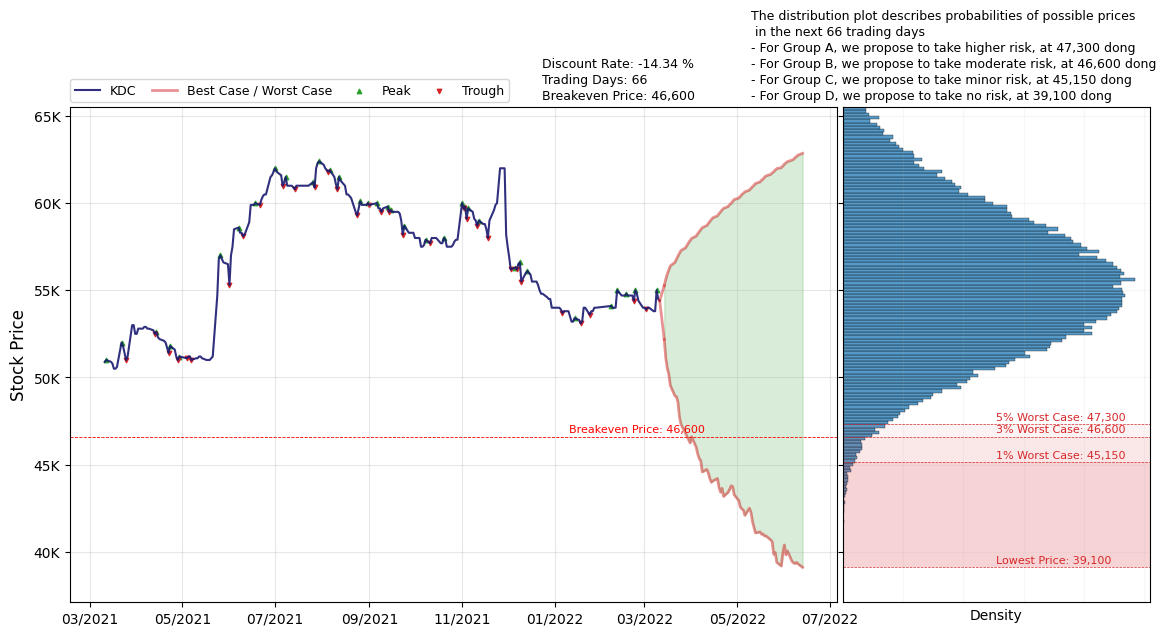 The distribution plot describes probabilities of possible prices
in the next 66 trading days
- For Group A, we propose to take higher risk, at 47,300 dong
- For Group B, we propose to take moderate risk, at 46,600 dong
- For Group C, we propose to take minor risk, at 45,150 dong
- For Group D, we propose to take no risk, at 39,100 dong
Discount Rate: -14.34 %
Trading Days: 66
Breakeven Price: 46,600
KDC Best Case / Worst Case Peak Trough
65K
60K
55K
50K
45K
40K
Stock Price
Breakeven Price: 46,600
5% Worst Case: 47,300
3% Worst Case: 46,600
1% Worst Case: 45,150
Lowest Price: 39,100
03/2021 05/2021 07/2021 09/2021 11/2021 01/2022 03/2022 05/2022 07/2022
Density